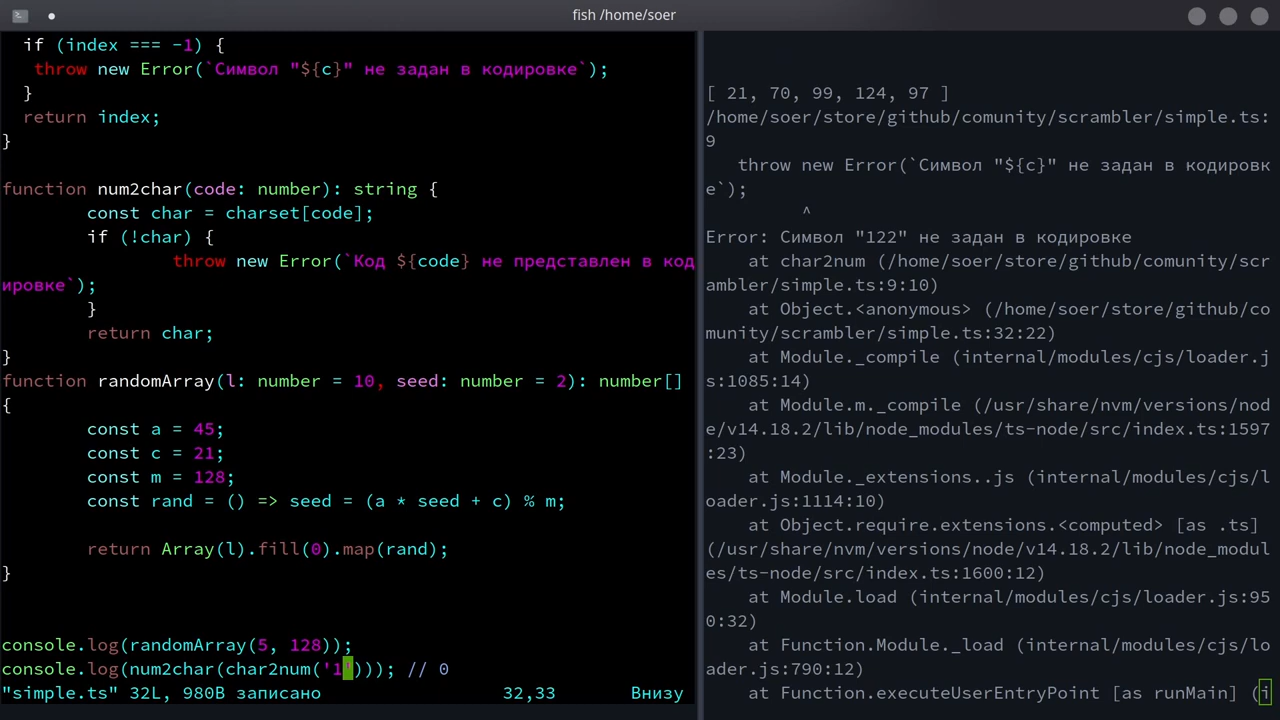 fish /home/soer
if (index === -1) {
throw new Error(`Символ "${c}" не задан в кодировке`);
}
return index;
}
function num2char(code: number): string {
const char = charset[code];
if (!char) {
throw new Error(`Код ${code} не представлен в код
ировке`);
}
return char;
}
function randomArray(l: number = 10, seed: number = 2): number[]
{
const a = 45;
const c = 21;
const m = 128;
const rand = () => seed = (a * seed + c) % m;
return Array(l).fill(0).map(rand);
}
console.log(randomArray(5, 128));
console.log(num2char(char2num('1'))); // 0
"simple.ts" 32L, 980B записано 32,33 Внизу
[ 21, 70, 99, 124, 97 ]
/home/soer/store/github/comunity/scrambler/simple.ts:
9
throw new Error(`Символ "${c}" не задан в кодировк
е`);
^
Error: Символ "122" не задан в кодировке
at char2num (/home/soer/store/github/comunity/scr
ambler/simple.ts:9:10)
at Object.<anonymous> (/home/soer/store/github/co
munity/scrambler/simple.ts:32:22)
at Module._compile (internal/modules/cjs/loader.j
s:1085:14)
at Module.m._compile (/usr/share/nvm/versions/nod
e/v14.18.2/lib/node_modules/ts-node/src/index.ts:1597
:23)
at Module._extensions..js (internal/modules/cjs/l
oader.js:1114:10)
at Object.require.extensions.<computed> [as .ts]
(/usr/share/nvm/versions/node/v14.18.2/lib/node_modul
es/ts-node/src/index.ts:1600:12)
at Module.load (internal/modules/cjs/loader.js:95
0:32)
at Function.Module._load (internal/modules/cjs/lo
ader.js:790:12)
at Function.executeUserEntryPoint [as runMain] (i